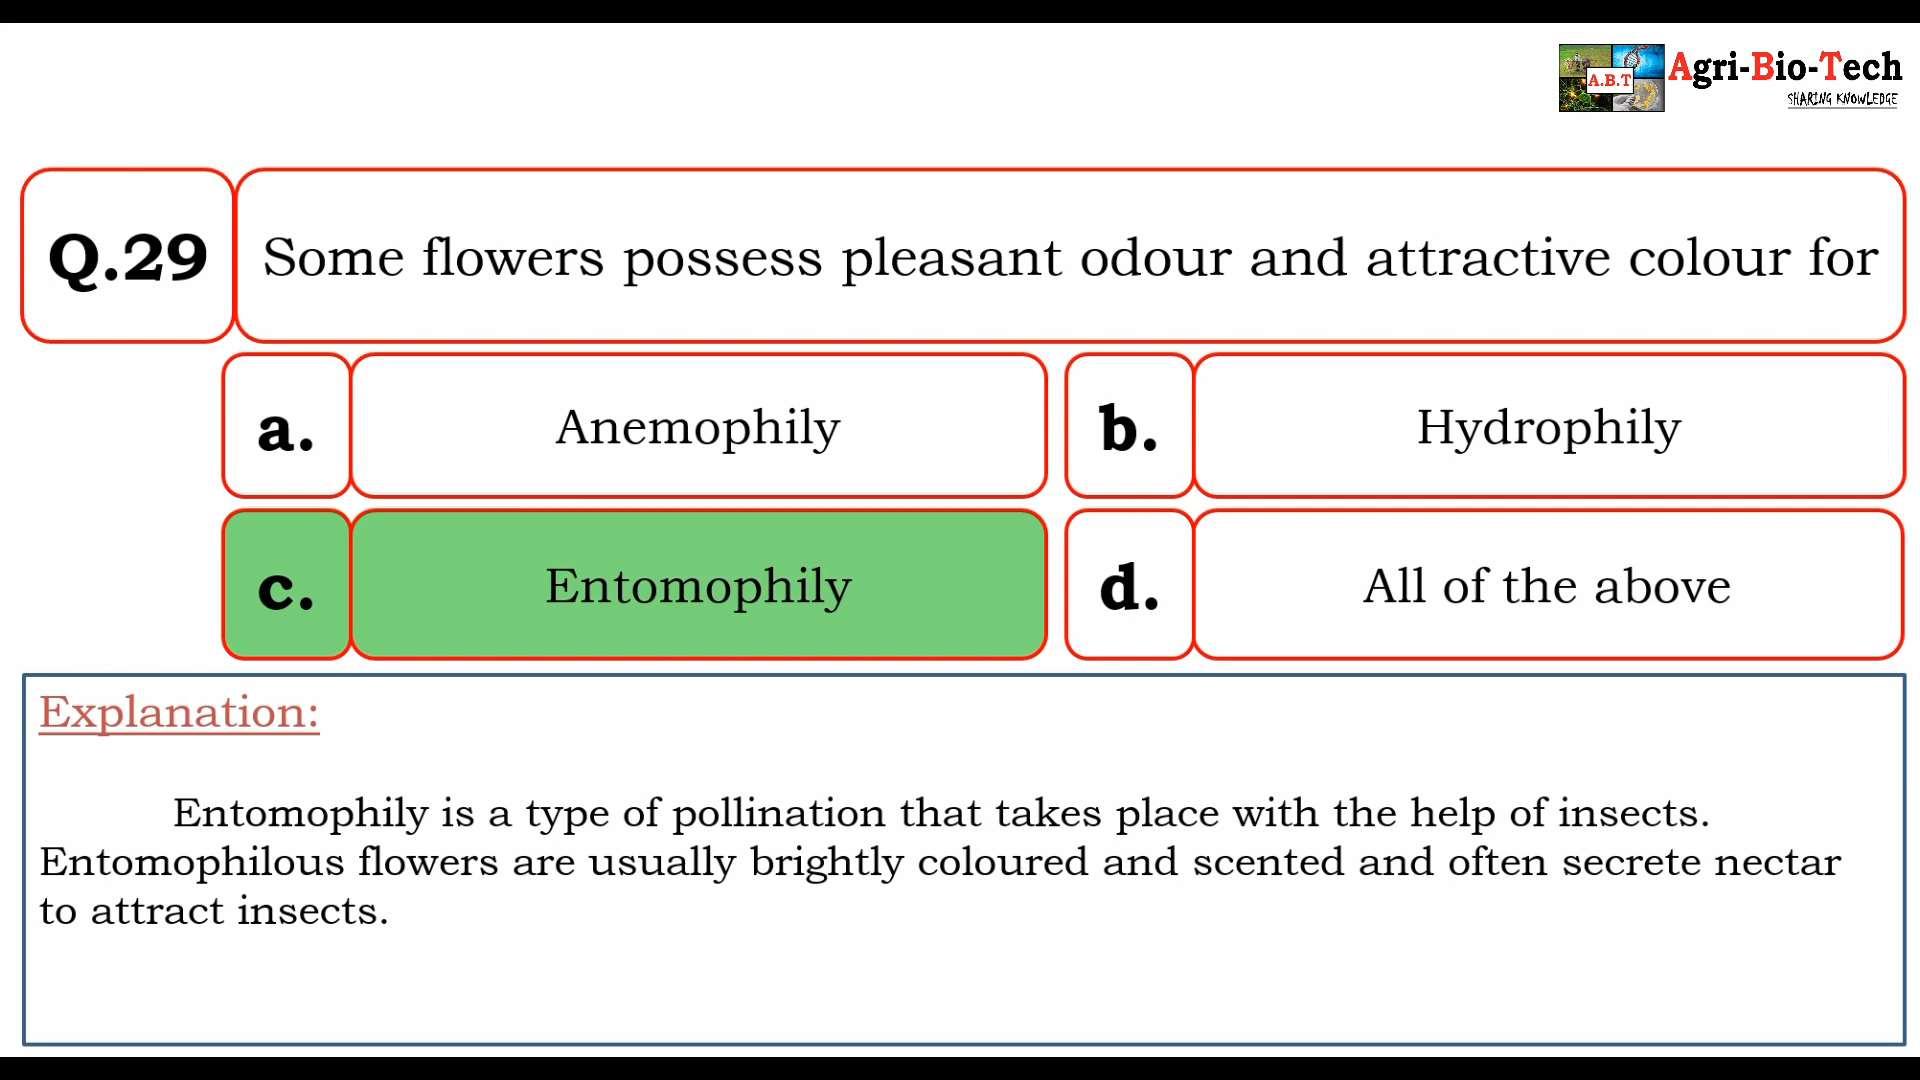 A.B.T
Agri-Bio-Tech
SHARING KNOWLEDGE
Q.29
Some flowers possess pleasant odour and attractive colour for
a.
Anemophily
b.
Hydrophily
c.
Entomophily
d.
All of the above
Explanation:
Entomophily is a type of pollination that takes place with the help of insects.
Entomophilous flowers are usually brightly coloured and scented and often secrete nectar
to attract insects.